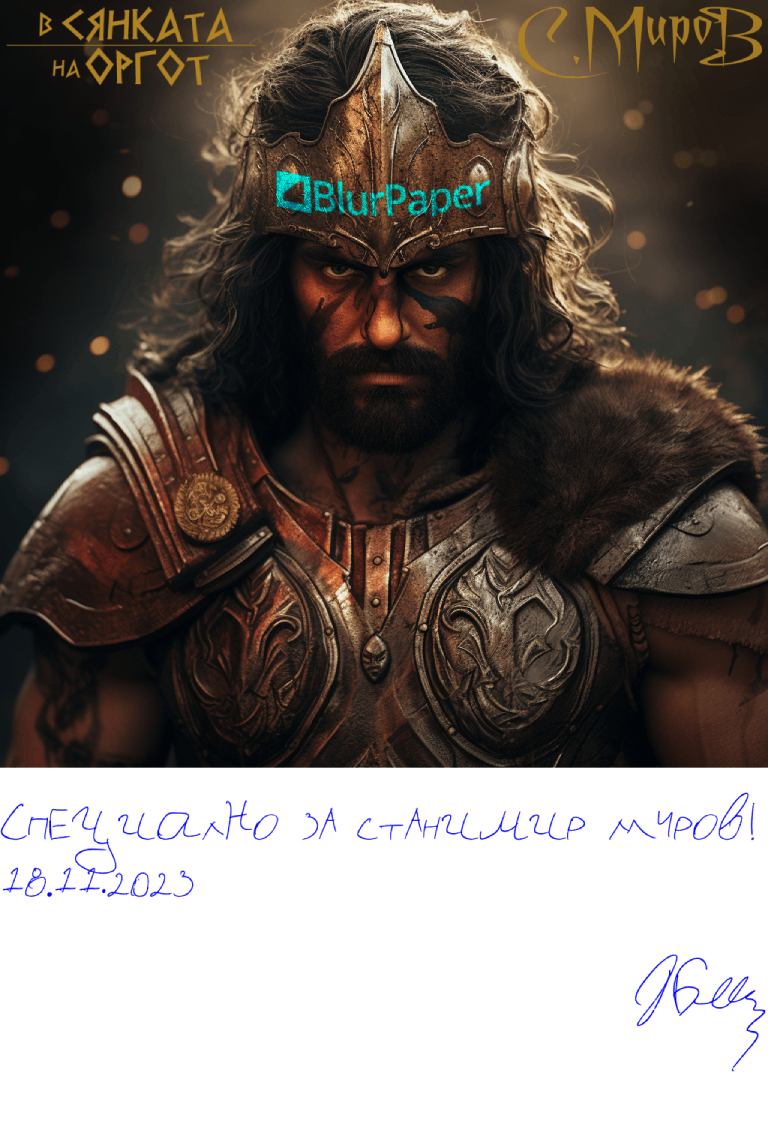 В СЯНКАТА
НА ОРГОТ
С. МироВ
BlurPaper
СПЕЦИАЛНО ЗА СТАНИМИР МИРОВ!
18.11.2023